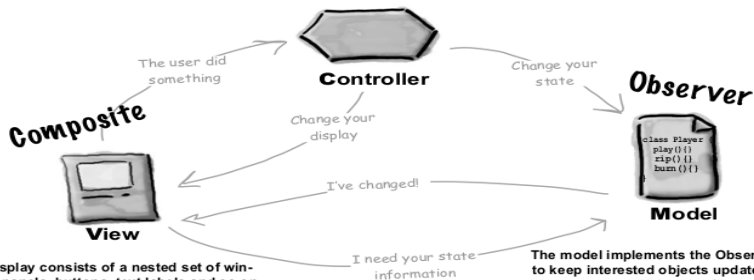 The user did
something
Controller
Change your
state
Observer
Composite
Change your
display
class Player {
play(){}
rip(){}
burn(){}
}
I've changed!
View
Model
I need your state
information
splay consists of a nested set of win-
The model implements the Obse
to keep interested objects updat